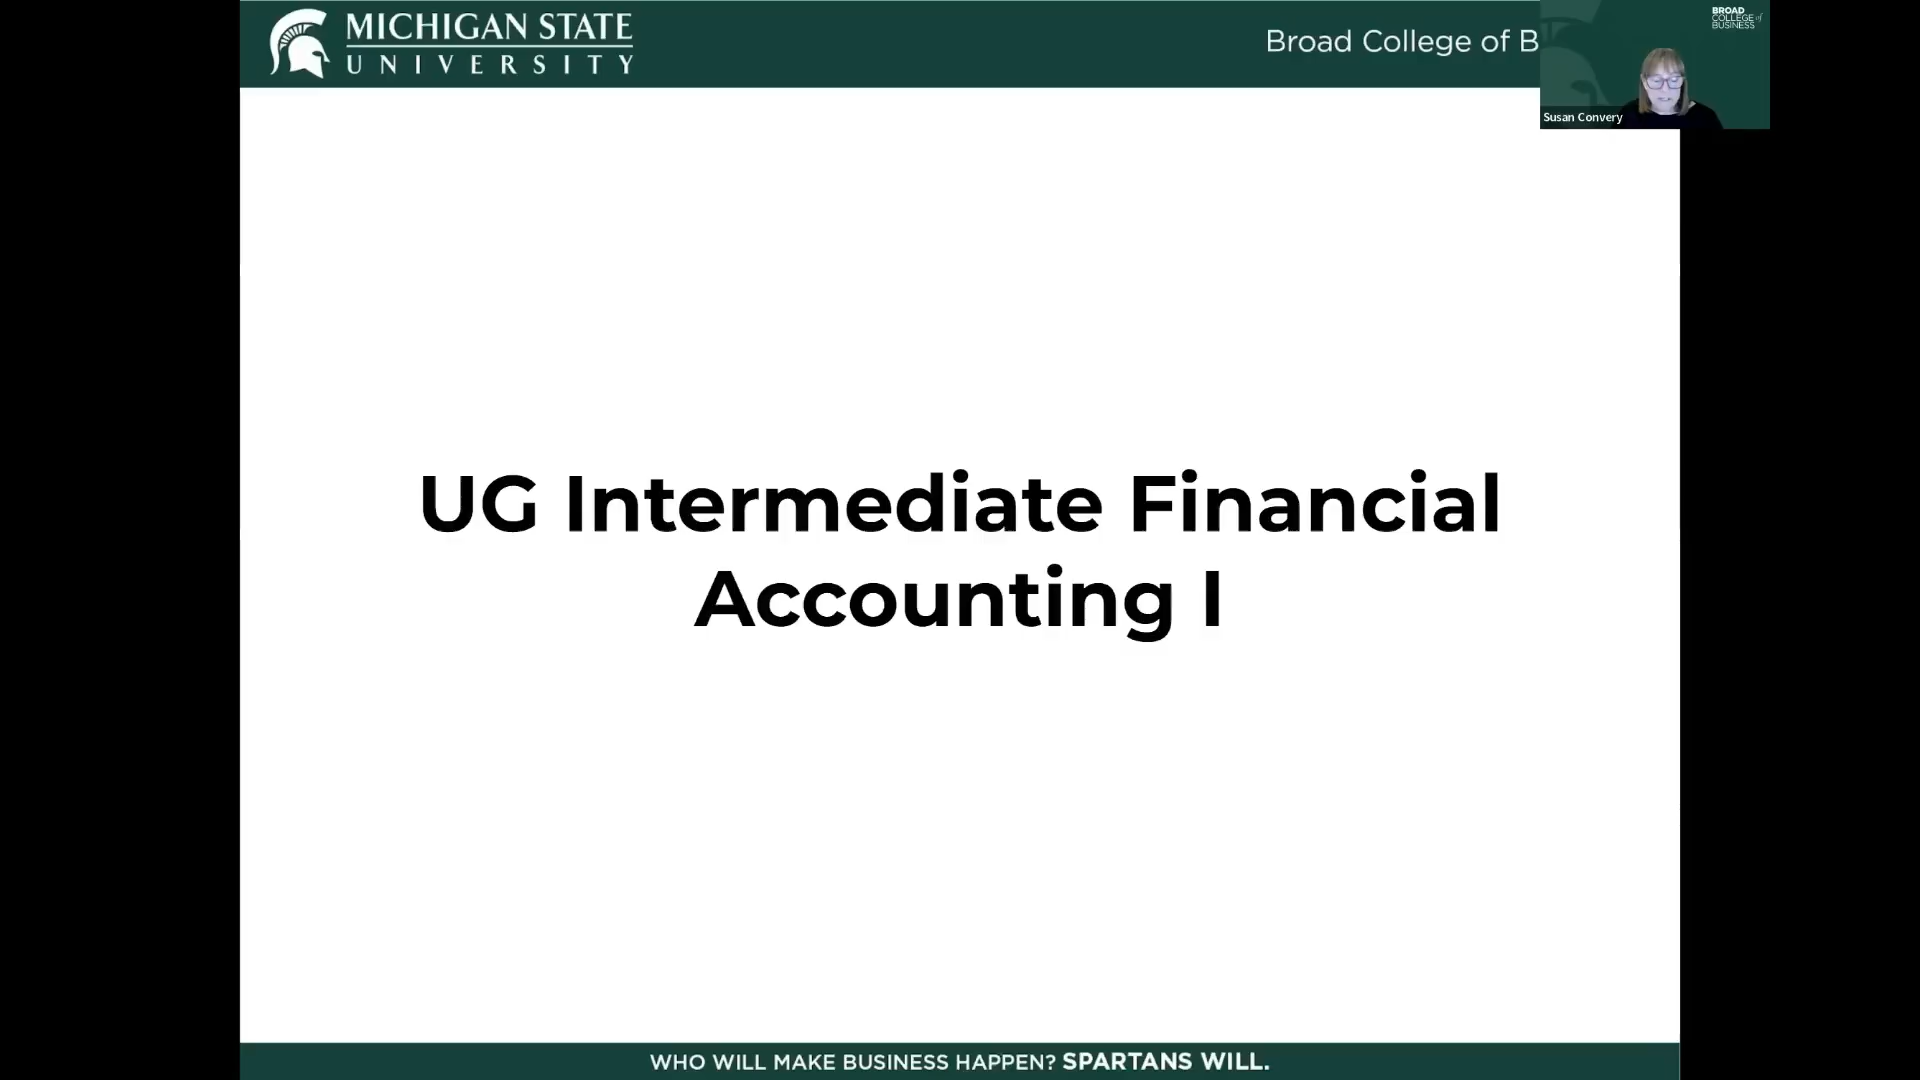 MICHIGAN STATE
UNIVERSITY
Broad College of B
BROAD
COLLEGE of
BUSINESS
Susan Convery
UG Intermediate Financial
Accounting I
WHO WILL MAKE BUSINESS HAPPEN? SPARTANS WILL.